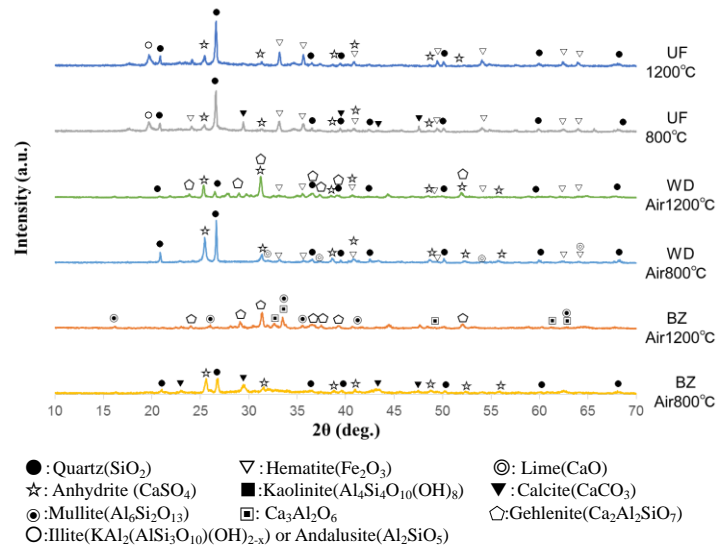 UF
1200℃
UF
800℃
WD
Air1200℃
WD
Air800℃
BZ
Air1200℃
BZ
Air800℃
Intensity (a.u.)
10 15 20 25 30 35 40 45 50 55 60 65 70
2θ (deg.)
:Quartz(SiO₂) :Hematite(Fe₂O₃) : Lime(CaO)
: Anhydrite (CaSO₄) :Kaolinite(Al₄Si₄O₁₀(OH)₈) : Calcite(CaCO₃)
:Mullite(Al₆Si₂O₁₃) : Ca₃Al₂O₆ :Gehlenite(Ca₂Al₂SiO₇)
:Illite(KAl₂(AlSi₃O₁₀)(OH)₂₋ₓ) or Andalusite(Al₂SiO₅)